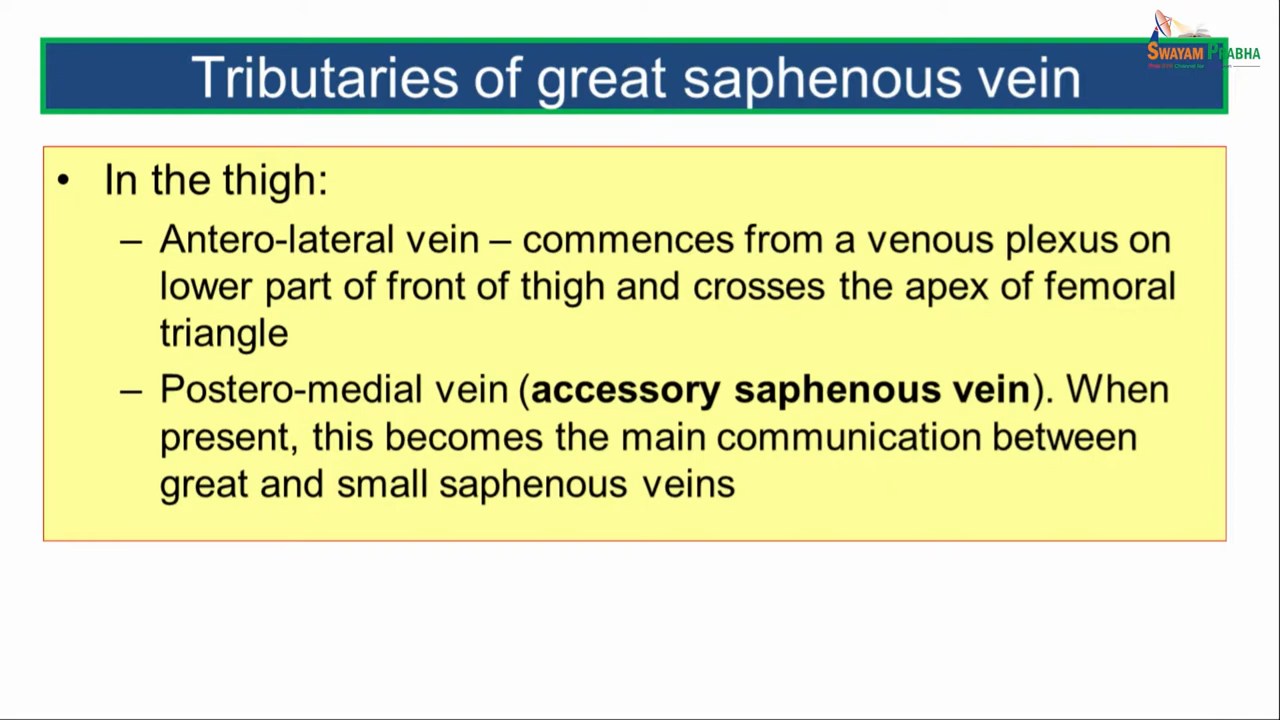 SWAYAM PRABHA
Tributaries of great saphenous vein
• In the thigh:
– Antero-lateral vein – commences from a venous plexus on
lower part of front of thigh and crosses the apex of femoral
triangle
– Postero-medial vein (accessory saphenous vein). When
present, this becomes the main communication between
great and small saphenous veins